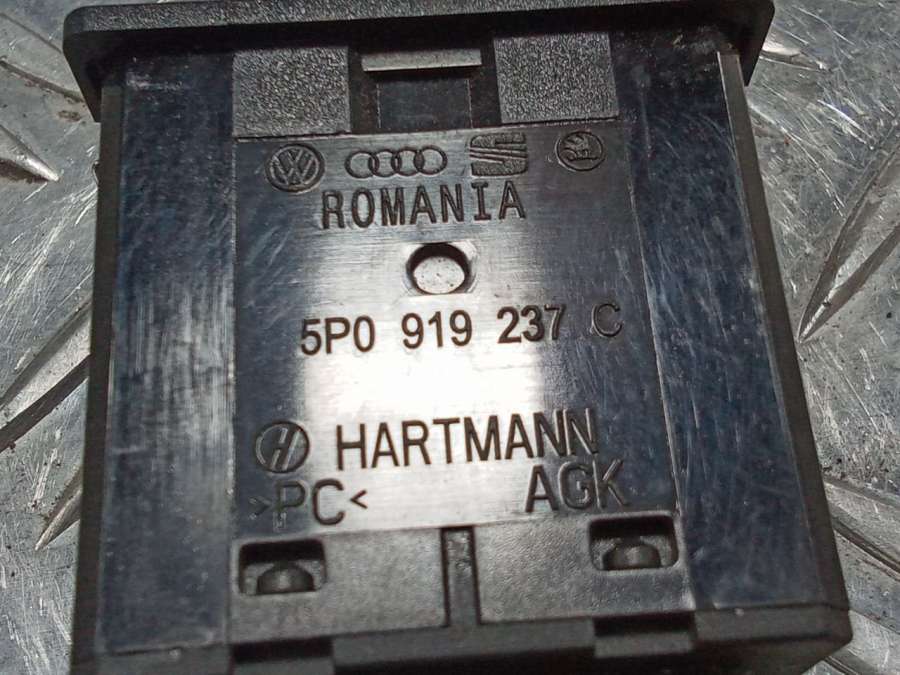 ROMANIA
5P0 919 237 C
HARTMANN
>PC< AGK